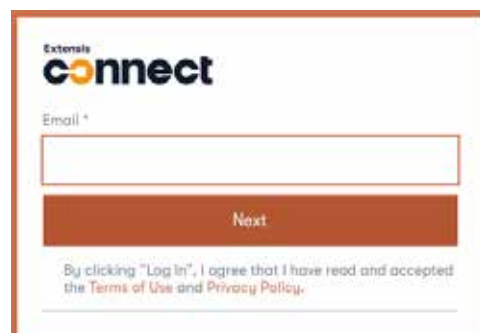 Extensis
connect
Email *
Next
By clicking "Log In", I agree that I have read and accepted
the Terms of Use and Privacy Policy.